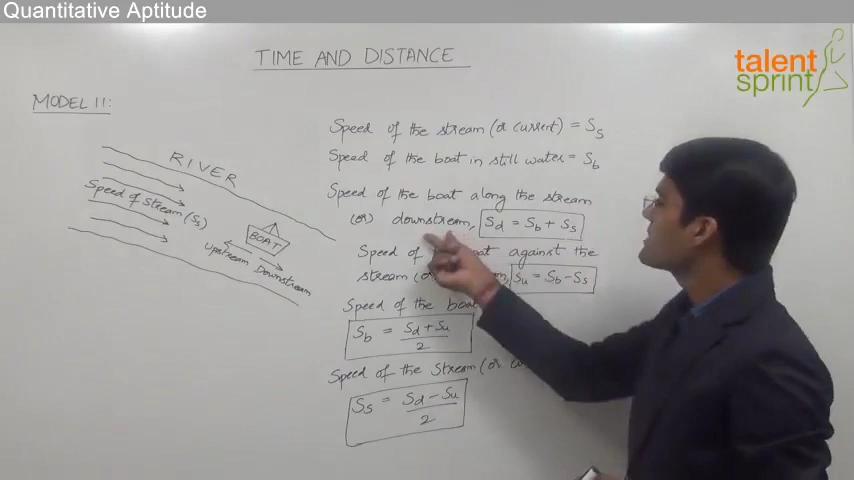 Quantitative Aptitude
TIME AND DISTANCE
talent
sprint
MODEL 11:
RIVER
Speed of stream (Ss)
BOAT
Upstream
Downstream
Speed of the stream (or current) = Ss
Speed of the boat in still water = Sb
Speed of the boat along the stream
(or) downstream, Sd = Sb + Ss
Speed of against the
stream Su = Sb - Ss
Speed of the boat
Sb = Sd + Su / 2
Speed of the stream (or
Ss = Sd - Su / 2